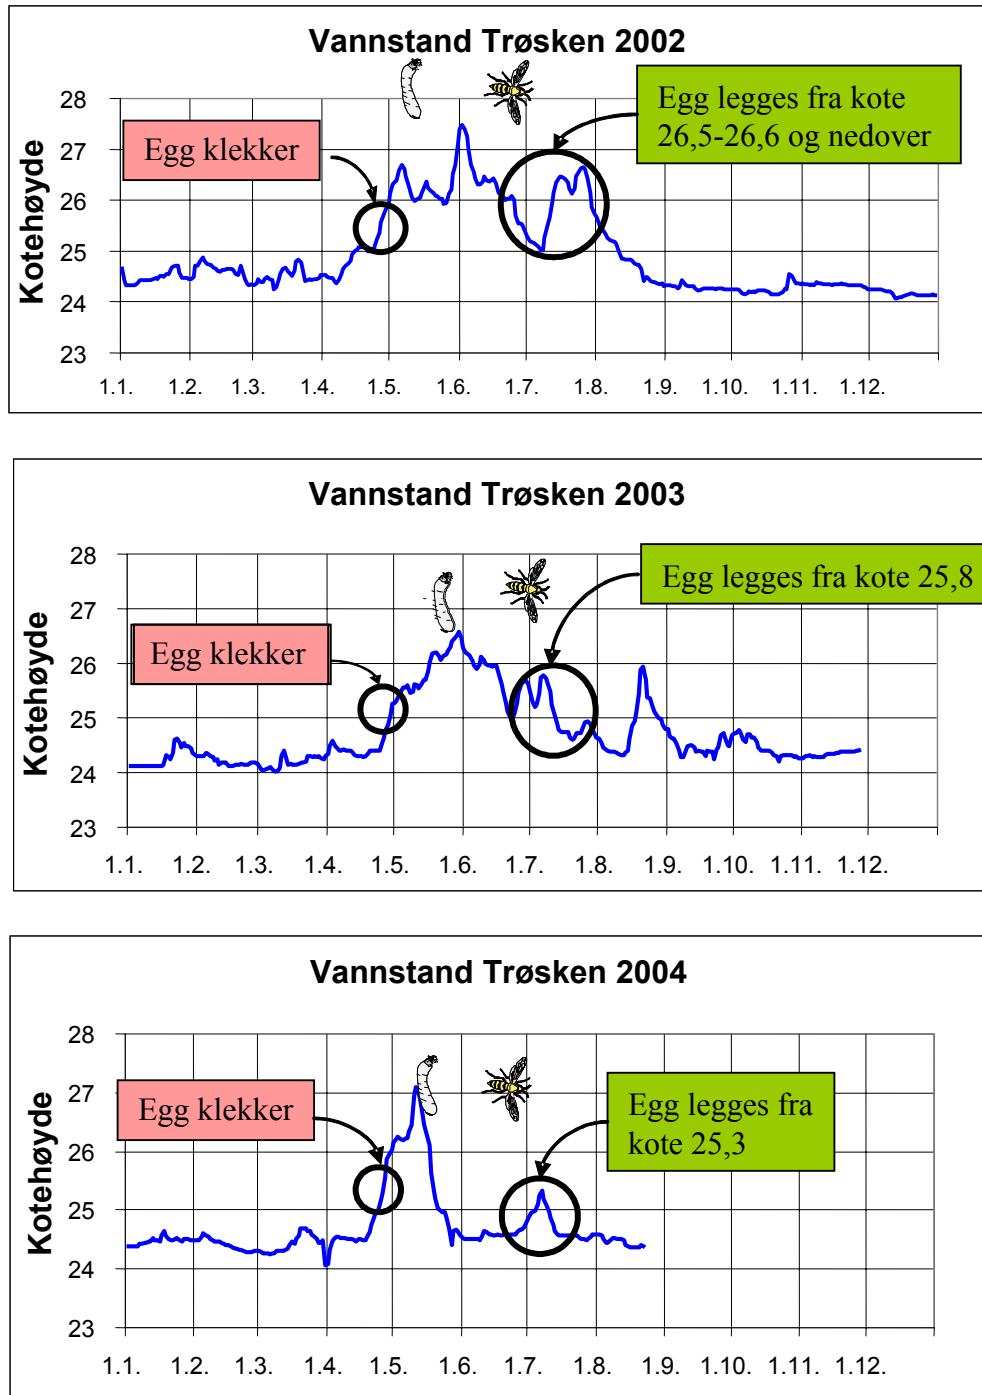 Vannstand Trøsken 2002
Egg legges fra kote
26,5-26,6 og nedover
Egg klekker
Kotehøyde
28
27
26
25
24
23
1.1. 1.2. 1.3. 1.4. 1.5. 1.6. 1.7. 1.8. 1.9. 1.10. 1.11. 1.12.
Vannstand Trøsken 2003
Egg legges fra kote 25,8
Egg klekker
Kotehøyde
28
27
26
25
24
23
1.1. 1.2. 1.3. 1.4. 1.5. 1.6. 1.7. 1.8. 1.9. 1.10. 1.11. 1.12.
Vannstand Trøsken 2004
Egg klekker
Egg legges fra
kote 25,3
Kotehøyde
28
27
26
25
24
23
1.1. 1.2. 1.3. 1.4. 1.5. 1.6. 1.7. 1.8. 1.9. 1.10. 1.11. 1.12.